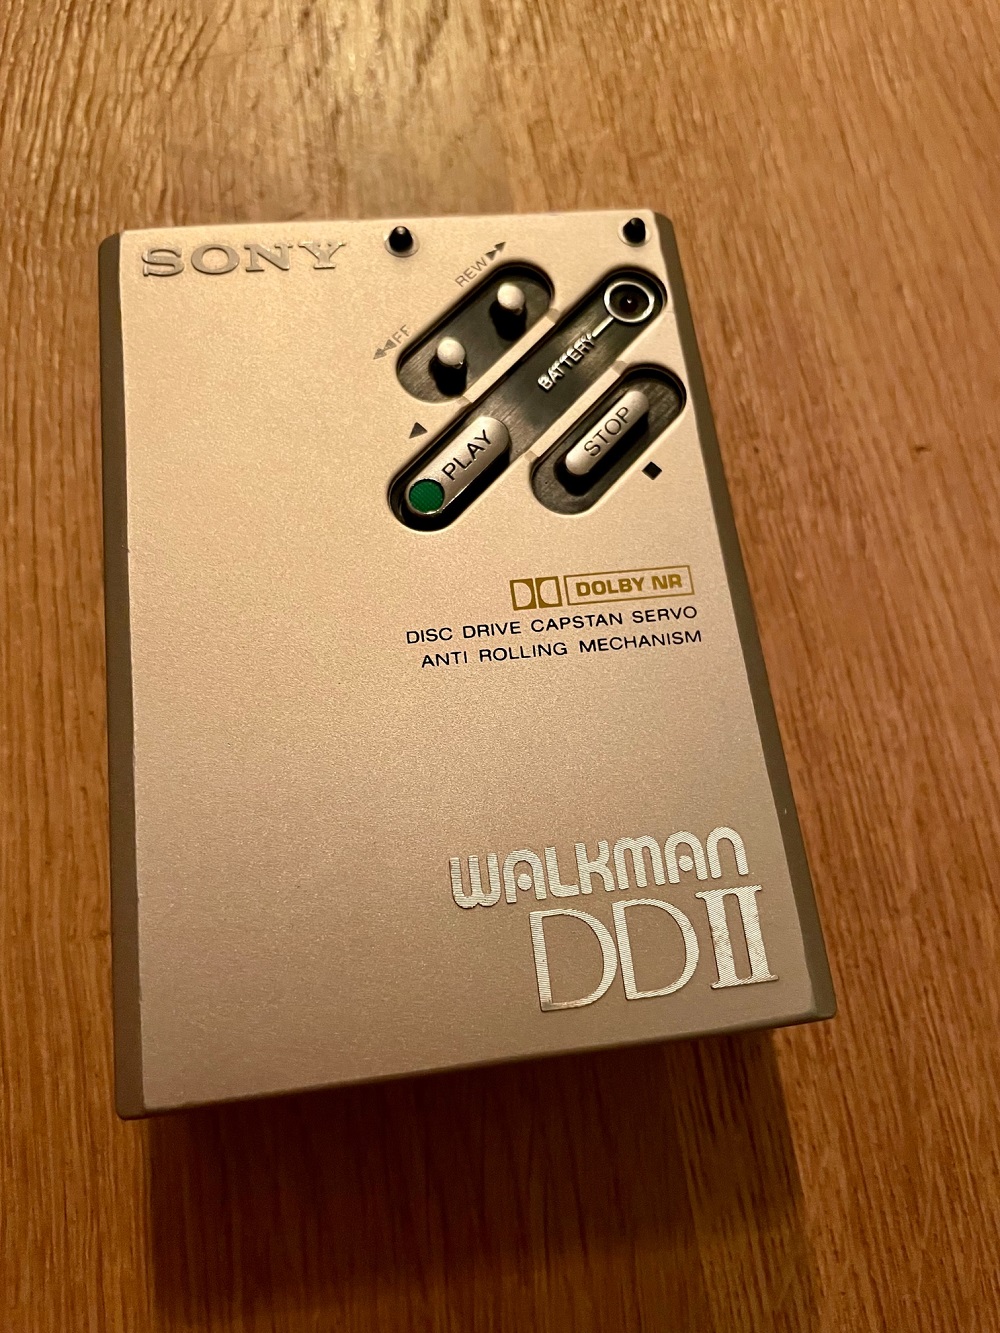 SONY
REW
FF
BATTERY
PLAY
STOP
DOLBY NR
DISC DRIVE CAPSTAN SERVO
ANTI ROLLING MECHANISM
WALKMAN
DDII